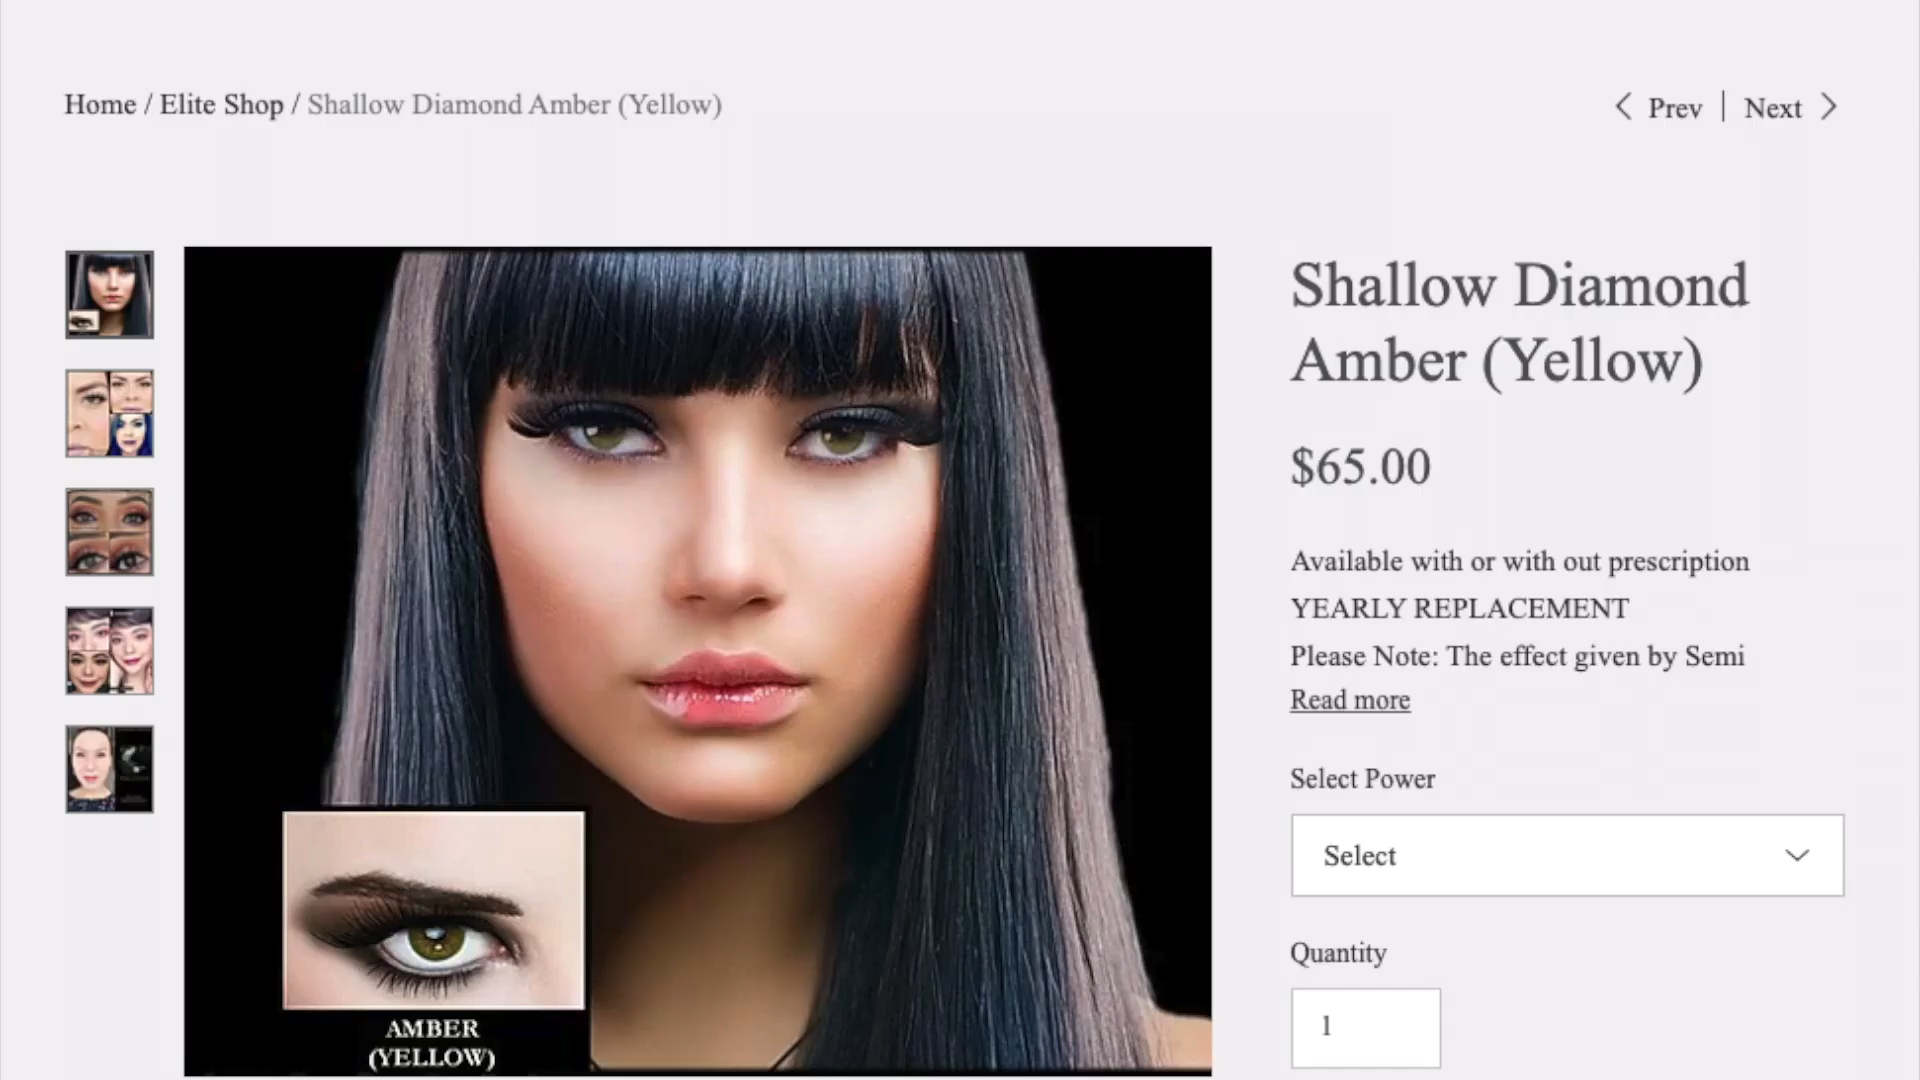 Home / Elite Shop / Shallow Diamond Amber (Yellow)
Prev | Next
Shallow Diamond
Amber (Yellow)
$65.00
Available with or with out prescription
YEARLY REPLACEMENT
Please Note: The effect given by Semi
Read more
Select Power
Select
Quantity
1
AMBER
(YELLOW)